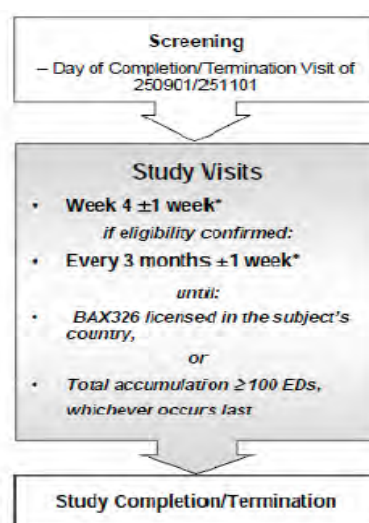 Screening
– Day of Completion/Termination Visit of
250901/251101
Study Visits
• Week 4 ±1 week*
if eligibility confirmed:
• Every 3 months ±1 week*
until:
• BAX326 licensed in the subject's
country,
or
• Total accumulation ≥100 EDs,
whichever occurs last
Study Completion/Termination